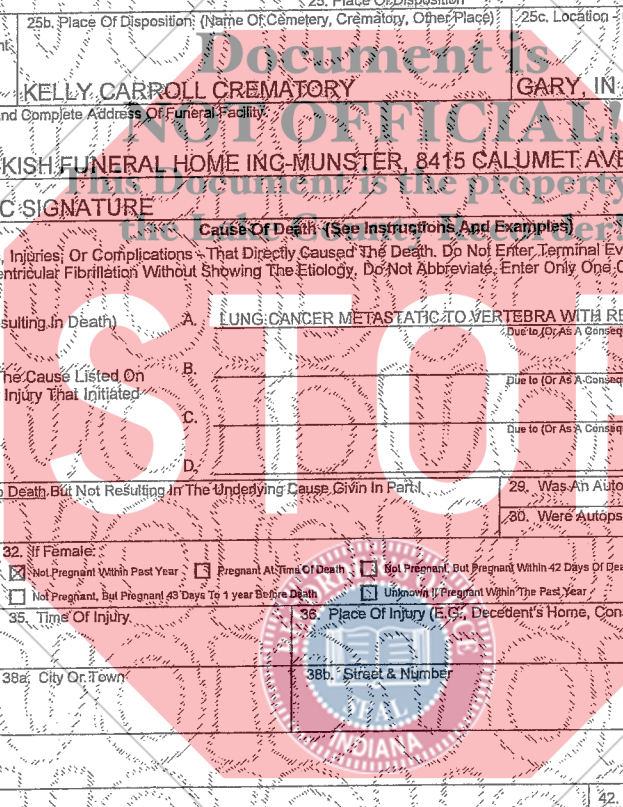 25. Place Of Disposition
25b. Place Of Disposition (Name Of Cemetery, Crematory, Other Place)
25c. Location -
KELLY CARROLL CREMATORY
GARY, IN
nd Complete Address Of Funeral Facility
KISH FUNERAL HOME INC-MUNSTER, 8415 CALUMET AVE
C SIGNATURE
Document is
NOT OFFICIAL!
This Document is the property
the Lake County Recorder!
Cause Of Death (See Instructions And Examples)
, Injuries, Or Complications - That Directly Caused The Death. Do Not Enter Terminal Ev
entricular Fibrillation Without Showing The Etiology. Do Not Abbreviate. Enter Only One C
STOP
sulting In Death)
A. LUNG CANCER METASTATIC TO VERTEBRA WITH RE
Due to (Or As A Conseq
he Cause Listed On
Injury That Initiated
B.
Due to (Or As A Conseq
C.
Due to (Or As A Conseq
D.
o Death But Not Resulting In The Underlying Cause Givin In Part I
29. Was An Auto
30. Were Autops
32. If Female:
Not Pregnant Within Past Year
Pregnant At Time Of Death
Not Pregnant, But Pregnant Within 42 Days Of Dea
Not Pregnant, But Pregnant 43 Days To 1 year Before Death
Unknown If Pregnant Within The Past Year
35. Time Of Injury
36. Place Of Injury (E.G., Decedent's Home, Con
38a. City Or Town
38b. Street & Number
SEAL
INDIANA
42.